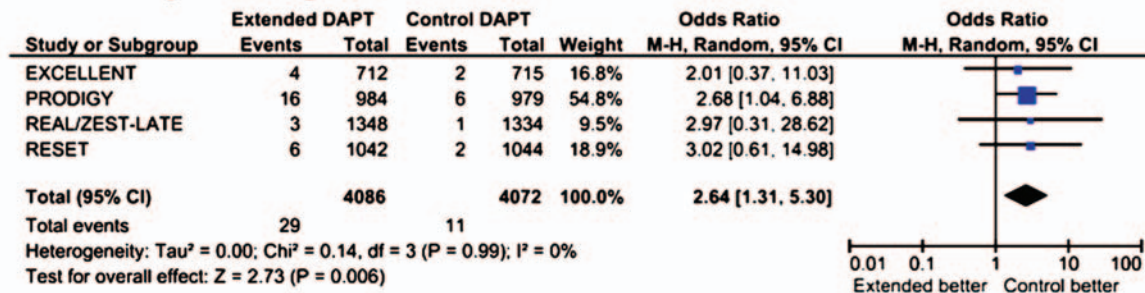 Extended DAPT Control DAPT Odds Ratio Odds Ratio
Study or Subgroup Events Total Events Total Weight M-H, Random, 95% CI M-H, Random, 95% CI
EXCELLENT 4 712 2 715 16.8% 2.01 [0.37, 11.03]
PRODIGY 16 984 6 979 54.8% 2.68 [1.04, 6.88]
REAL/ZEST-LATE 3 1348 1 1334 9.5% 2.97 [0.31, 28.62]
RESET 6 1042 2 1044 18.9% 3.02 [0.61, 14.98]
Total (95% CI) 4086 4072 100.0% 2.64 [1.31, 5.30]
Total events 29 11
Heterogeneity: Tau² = 0.00; Chi² = 0.14, df = 3 (P = 0.99); I² = 0%
Test for overall effect: Z = 2.73 (P = 0.006)
0.01 0.1 1 10 100
Extended better Control better